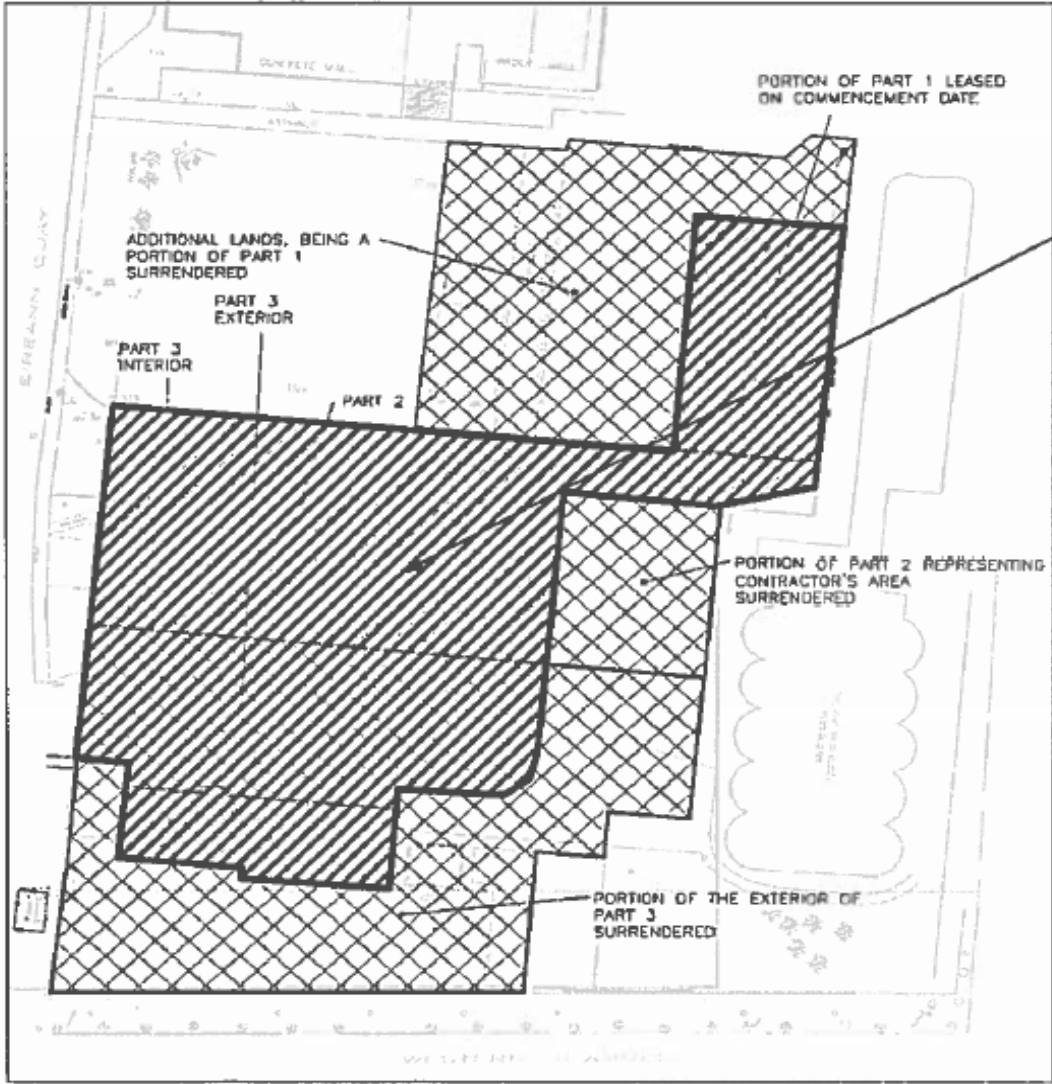 CONCRETE WALL
PORTION OF PART 1 LEASED
ON COMMENCEMENT DATE
ADDITIONAL LANDS, BEING A
PORTION OF PART 1
SURRENDERED
PART 3
EXTERIOR
PART 3
INTERIOR
PART 2
EIREANN QUAY
PORTION OF PART 2 REPRESENTING
CONTRACTOR'S AREA
SURRENDERED
PORTION OF THE EXTERIOR OF
PART 3
SURRENDERED